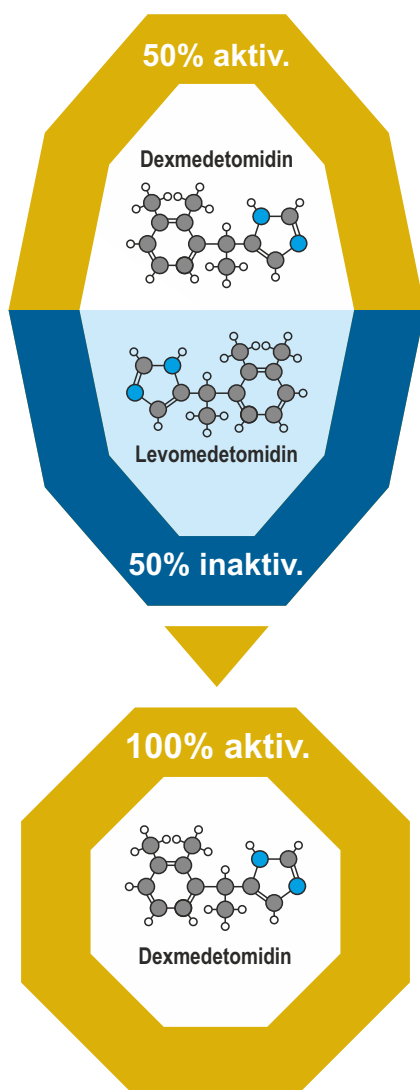 50% aktiv.
Dexmedetomidin
Levomedetomidin
50% inaktiv.
100% aktiv.
Dexmedetomidin